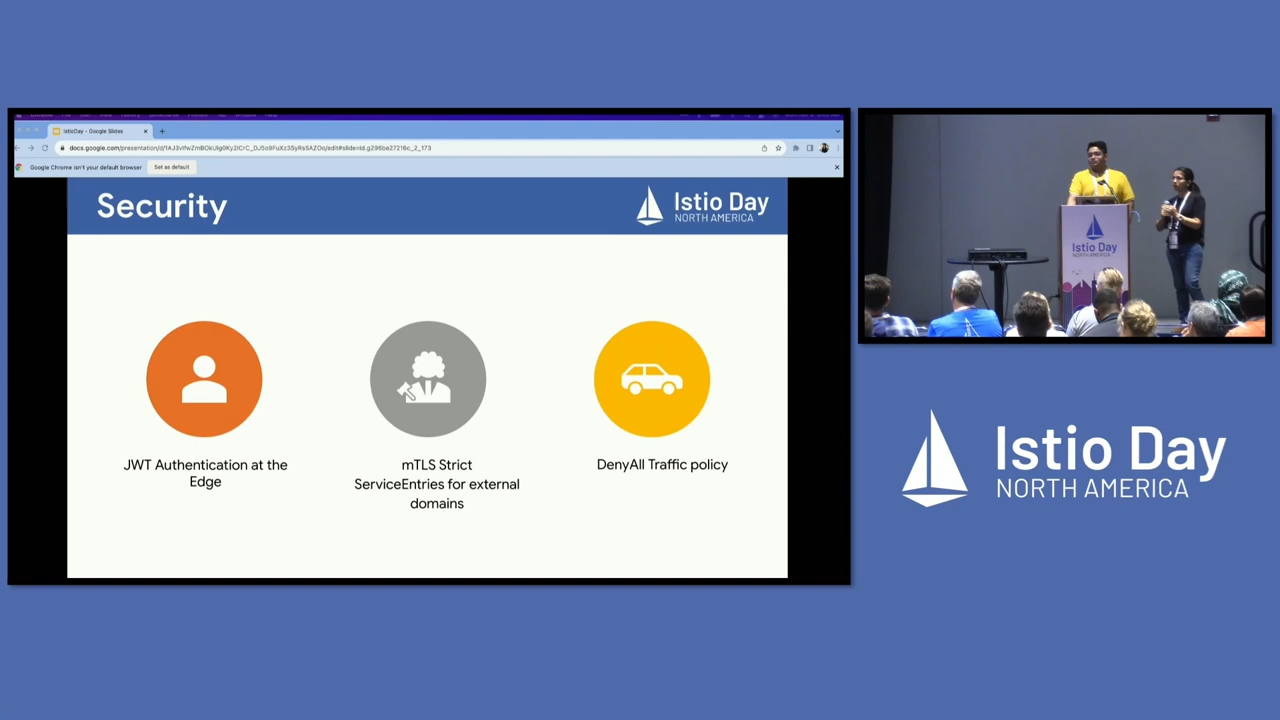 IstioDay - Google Slides
Google Chrome isn't your default browser
Set as default
Security
Istio Day
NORTH AMERICA
JWT Authentication at the
Edge
mTLS Strict
ServiceEntries for external
domains
DenyAll Traffic policy
Istio Day
NORTH AMERICA
Istio Day
NORTH AMERICA